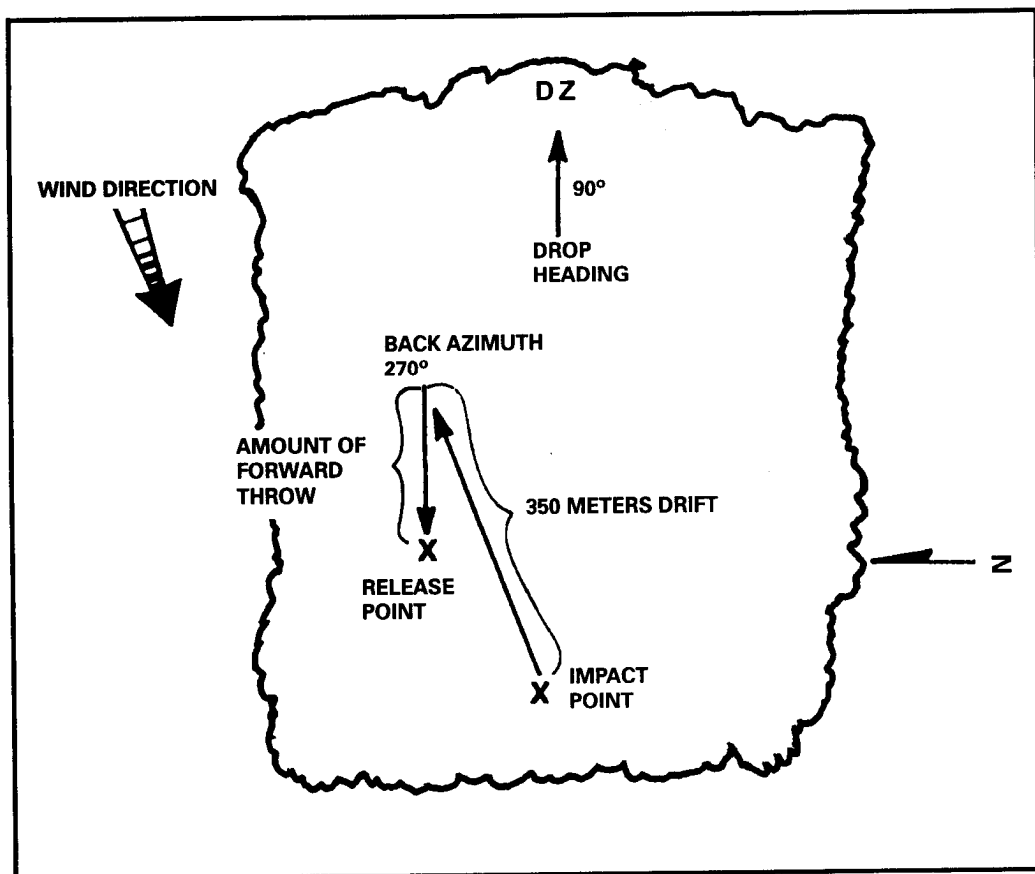 DZ
WIND DIRECTION
90°
DROP
HEADING
BACK AZIMUTH
270°
AMOUNT OF
FORWARD
THROW
350 METERS DRIFT
X
RELEASE
POINT
N
X
IMPACT
POINT